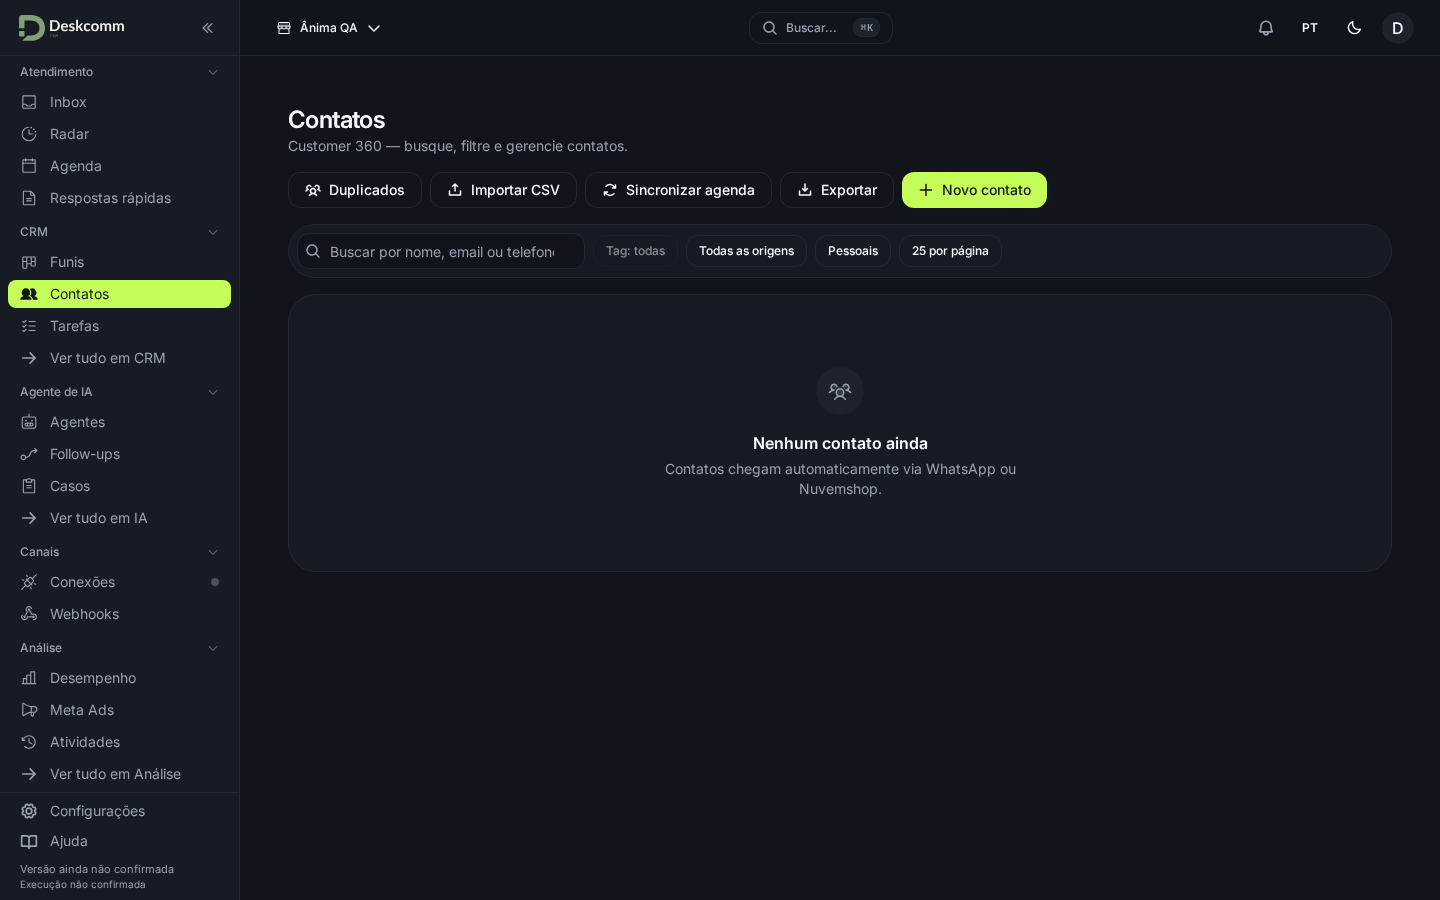 Deskcomm
Ânima QA
Buscar...
⌘K
PT
D
Atendimento
Inbox
Radar
Agenda
Respostas rápidas
CRM
Funis
Contatos
Tarefas
Ver tudo em CRM
Agente de IA
Agentes
Follow-ups
Casos
Ver tudo em IA
Canais
Conexões
Webhooks
Análise
Desempenho
Meta Ads
Atividades
Ver tudo em Análise
Configurações
Ajuda
Versão ainda não confirmada
Execução não confirmada
Contatos
Customer 360 — busque, filtre e gerencie contatos.
Duplicados
Importar CSV
Sincronizar agenda
Exportar
Novo contato
Buscar por nome, email ou telefon
Tag: todas
Todas as origens
Pessoais
25 por página
Nenhum contato ainda
Contatos chegam automaticamente via WhatsApp ou
Nuvemshop.